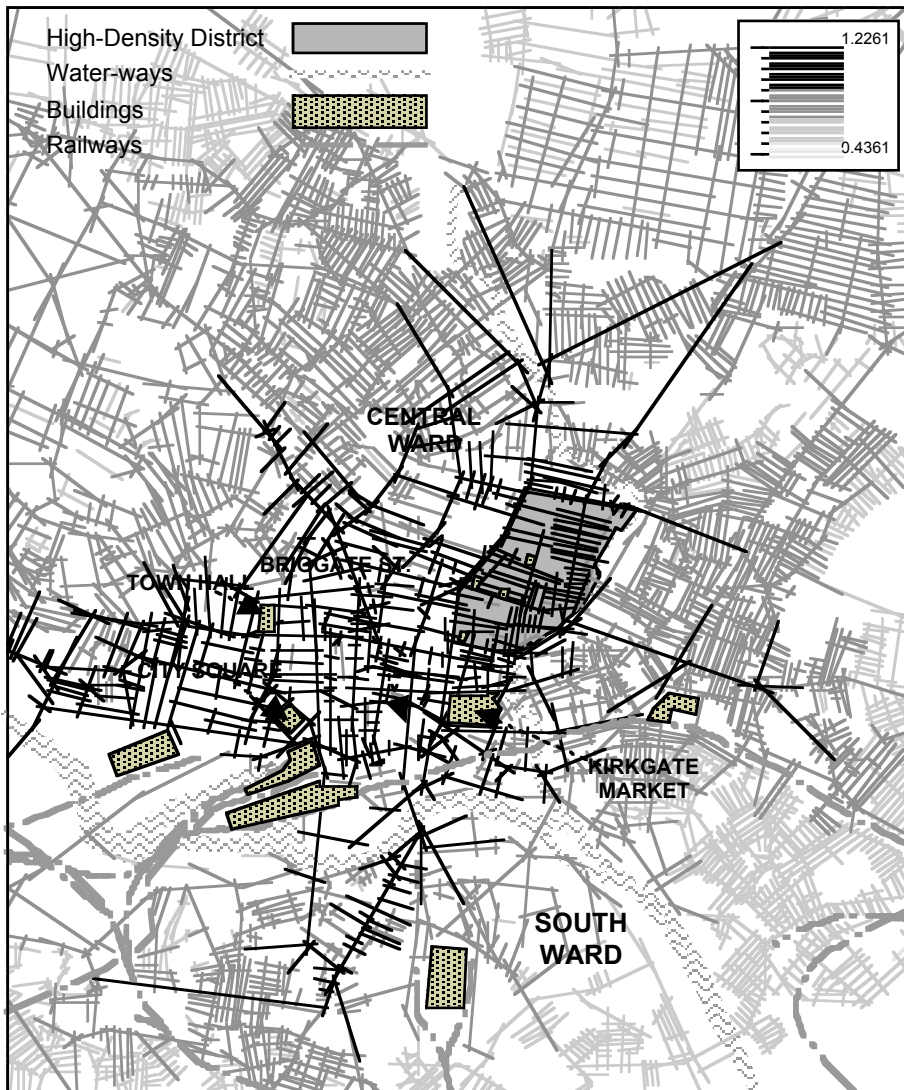 High-Density District
Water-ways
Buildings
Railways
1.2261
0.4361
CENTRAL
WARD
BRIGGATE ST.
TOWN HALL
CITY SQUARE
KIRKGATE
MARKET
SOUTH
WARD